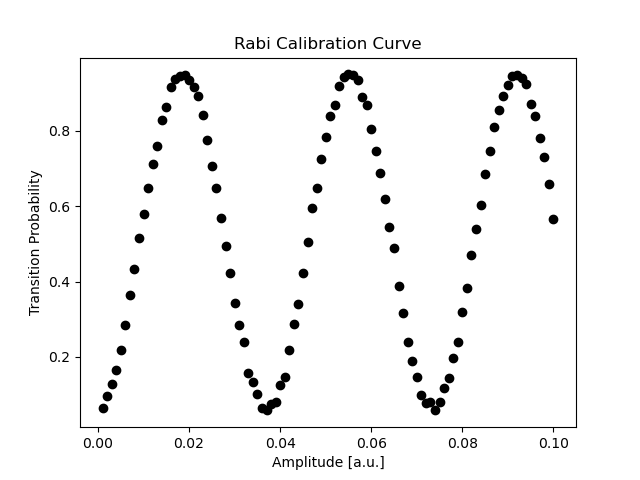 Rabi Calibration Curve
Transition Probability
0.8
0.6
0.4
0.2
0.00 0.02 0.04 0.06 0.08 0.10
Amplitude [a.u.]